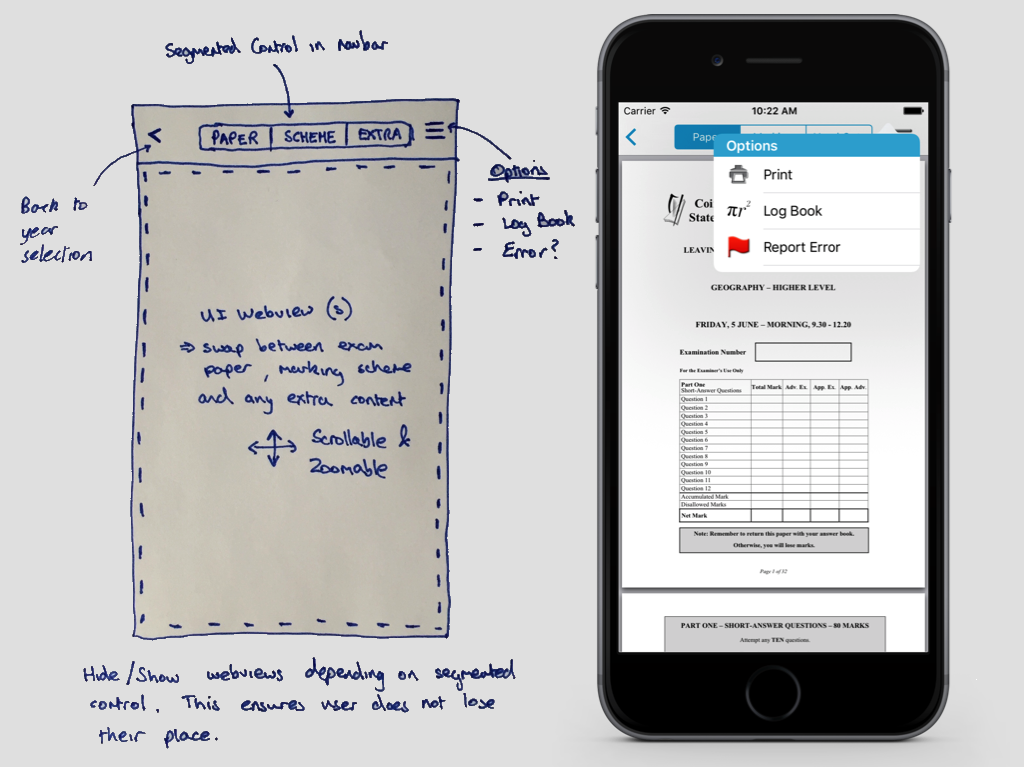 Segmented Control in navbar
<
PAPER
SCHEME
EXTRA
Back to
year
selection
Options
- Print
- Log Book
- Error?
UI Webview (s)
⇒ swap between exam
paper, marking scheme
and any extra content
Scrollable &
Zoomable
Hide/Show webviews depending on segmented
control. This ensures user does not lose
their place.
Carrier
10:22 AM
Pape
Options
Print
πr²
Log Book
Report Error
Coi
State
LEAVIN
GEOGRAPHY – HIGHER LEVEL
FRIDAY, 5 JUNE – MORNING, 9.30 - 12.20
Examination Number
For the Examiner's Use Only
Part One
Short-Answer Questions
Total Mark
Adv. Ex.
App. Ex.
App. Adv.
Question 1
Question 2
Question 3
Question 4
Question 5
Question 6
Question 7
Question 8
Question 9
Question 10
Question 11
Question 12
Accumulated Mark
Disallowed Marks
Net Mark
Note: Remember to return this paper with your answer book.
Otherwise, you will lose marks.
Page 1 of 32
PART ONE – SHORT-ANSWER QUESTIONS – 80 MARKS
Attempt any TEN questions.